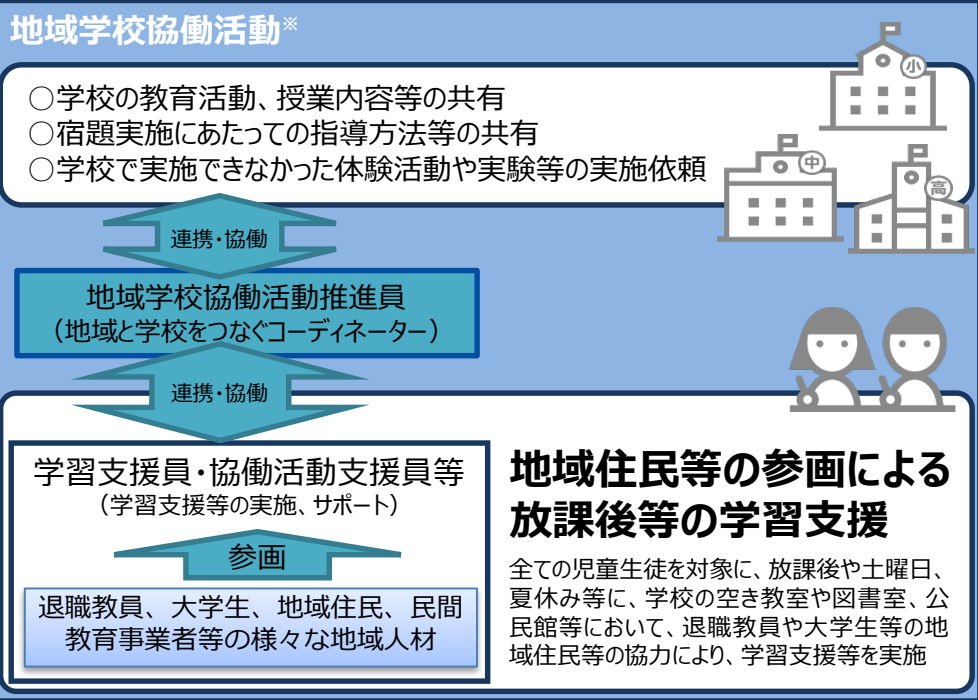 地域学校協働活動※
○学校の教育活動、授業内容等の共有
○宿題実施にあたっての指導方法等の共有
○学校で実施できなかった体験活動や実験等の実施依頼
小
中
高
連携・協働
地域学校協働活動推進員
（地域と学校をつなぐコーディネーター）
連携・協働
学習支援員・協働活動支援員等
（学習支援等の実施、サポート）
参画
退職教員、大学生、地域住民、民間
教育事業者等の様々な地域人材
地域住民等の参画による
放課後等の学習支援
全ての児童生徒を対象に、放課後や土曜日、
夏休み等に、学校の空き教室や図書室、公
民館等において、退職教員や大学生等の地
域住民等の協力により、学習支援等を実施